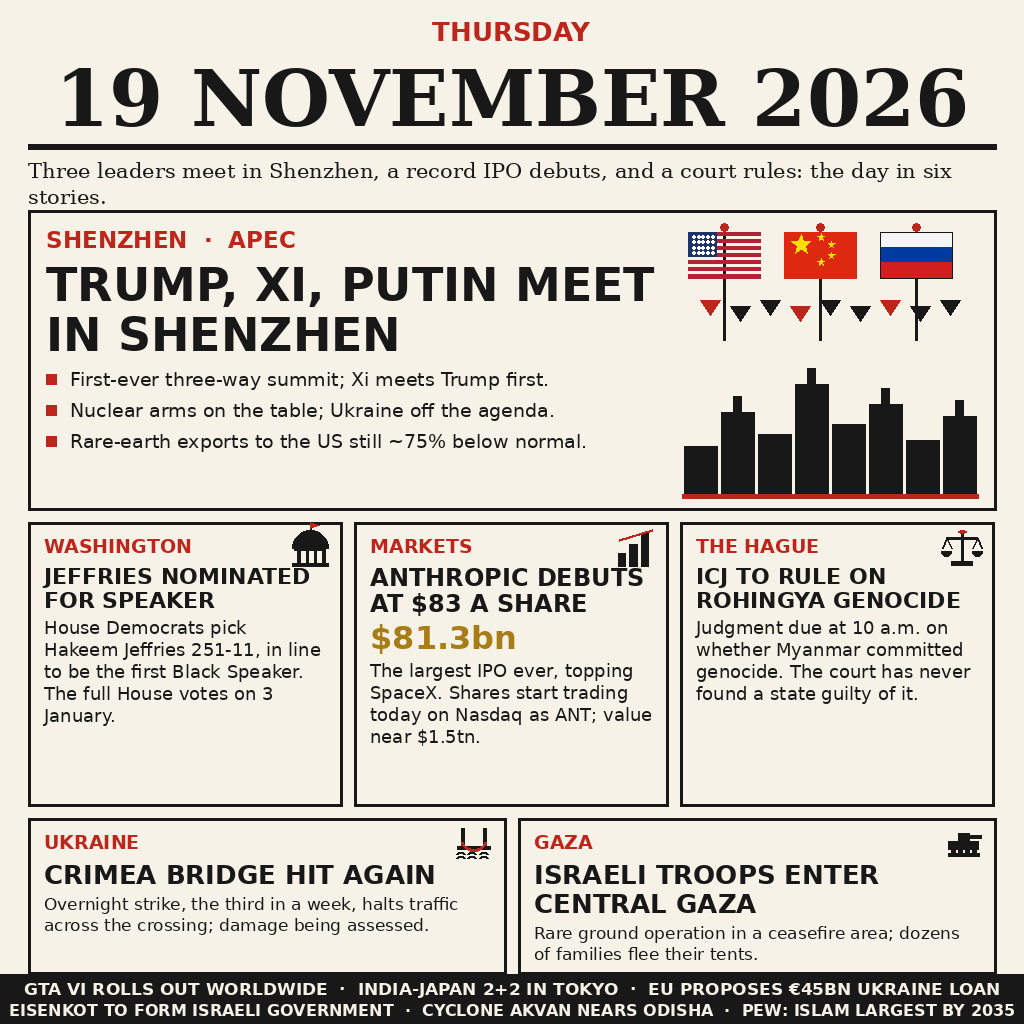 THURSDAY
19 NOVEMBER 2026
Three leaders meet in Shenzhen, a record IPO debuts, and a court rules: the day in six
stories.
SHENZHEN · APEC
TRUMP, XI, PUTIN MEET
IN SHENZHEN
First-ever three-way summit; Xi meets Trump first.
Nuclear arms on the table; Ukraine off the agenda.
Rare-earth exports to the US still ~75% below normal.
WASHINGTON
JEFFRIES NOMINATED
FOR SPEAKER
House Democrats pick
Hakeem Jeffries 251-11, in line
to be the first Black Speaker.
The full House votes on 3
January.
MARKETS
ANTHROPIC DEBUTS
AT $83 A SHARE
$81.3bn
The largest IPO ever, topping
SpaceX. Shares start trading
today on Nasdaq as ANT; value
near $1.5tn.
THE HAGUE
ICJ TO RULE ON
ROHINGYA GENOCIDE
Judgment due at 10 a.m. on
whether Myanmar committed
genocide. The court has never
found a state guilty of it.
UKRAINE
CRIMEA BRIDGE HIT AGAIN
Overnight strike, the third in a week, halts traffic
across the crossing; damage being assessed.
GAZA
ISRAELI TROOPS ENTER
CENTRAL GAZA
Rare ground operation in a ceasefire area; dozens
of families flee their tents.
GTA VI ROLLS OUT WORLDWIDE · INDIA-JAPAN 2+2 IN TOKYO · EU PROPOSES €45BN UKRAINE LOAN
EISENKOT TO FORM ISRAELI GOVERNMENT · CYCLONE AKVAN NEARS ODISHA · PEW: ISLAM LARGEST BY 2035